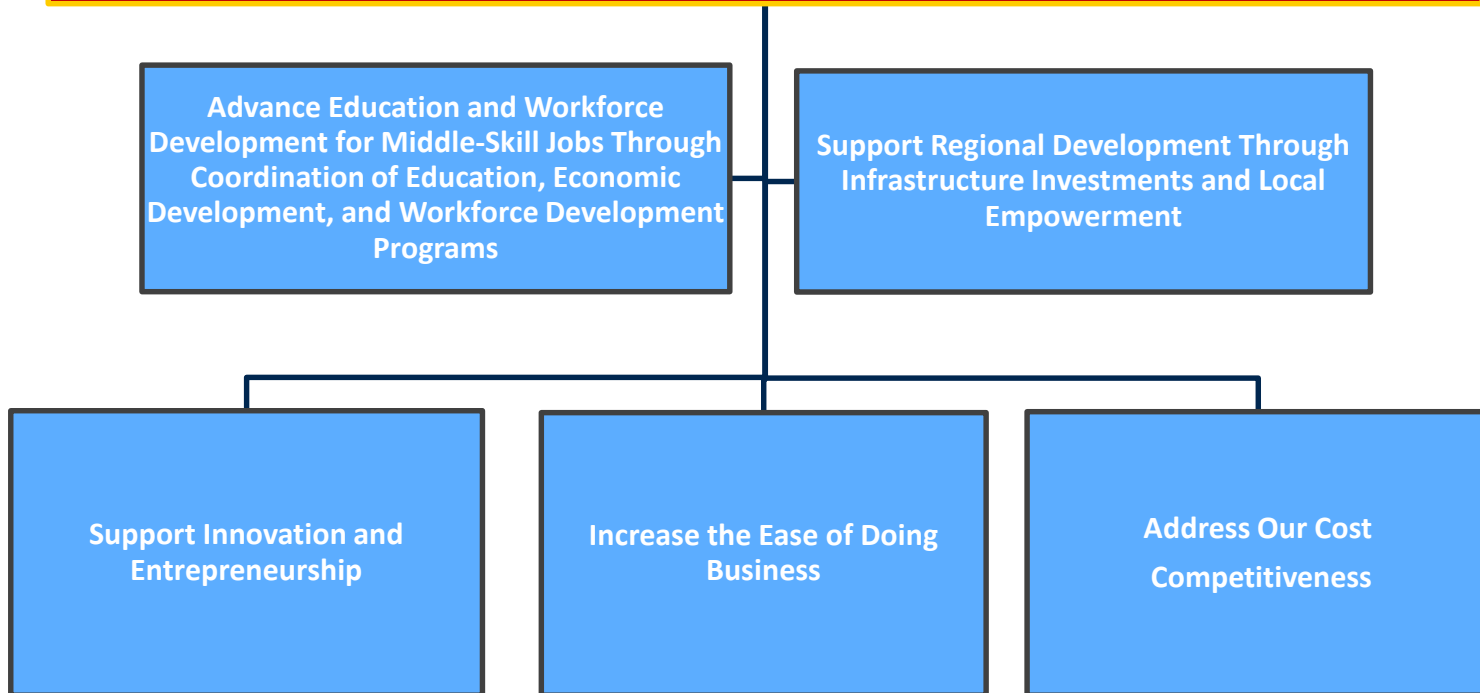 Advance Education and Workforce
Development for Middle-Skill Jobs Through
Coordination of Education, Economic
Development, and Workforce Development
Programs
Support Regional Development Through
Infrastructure Investments and Local
Empowerment
Support Innovation and
Entrepreneurship
Increase the Ease of Doing
Business
Address Our Cost
Competitiveness